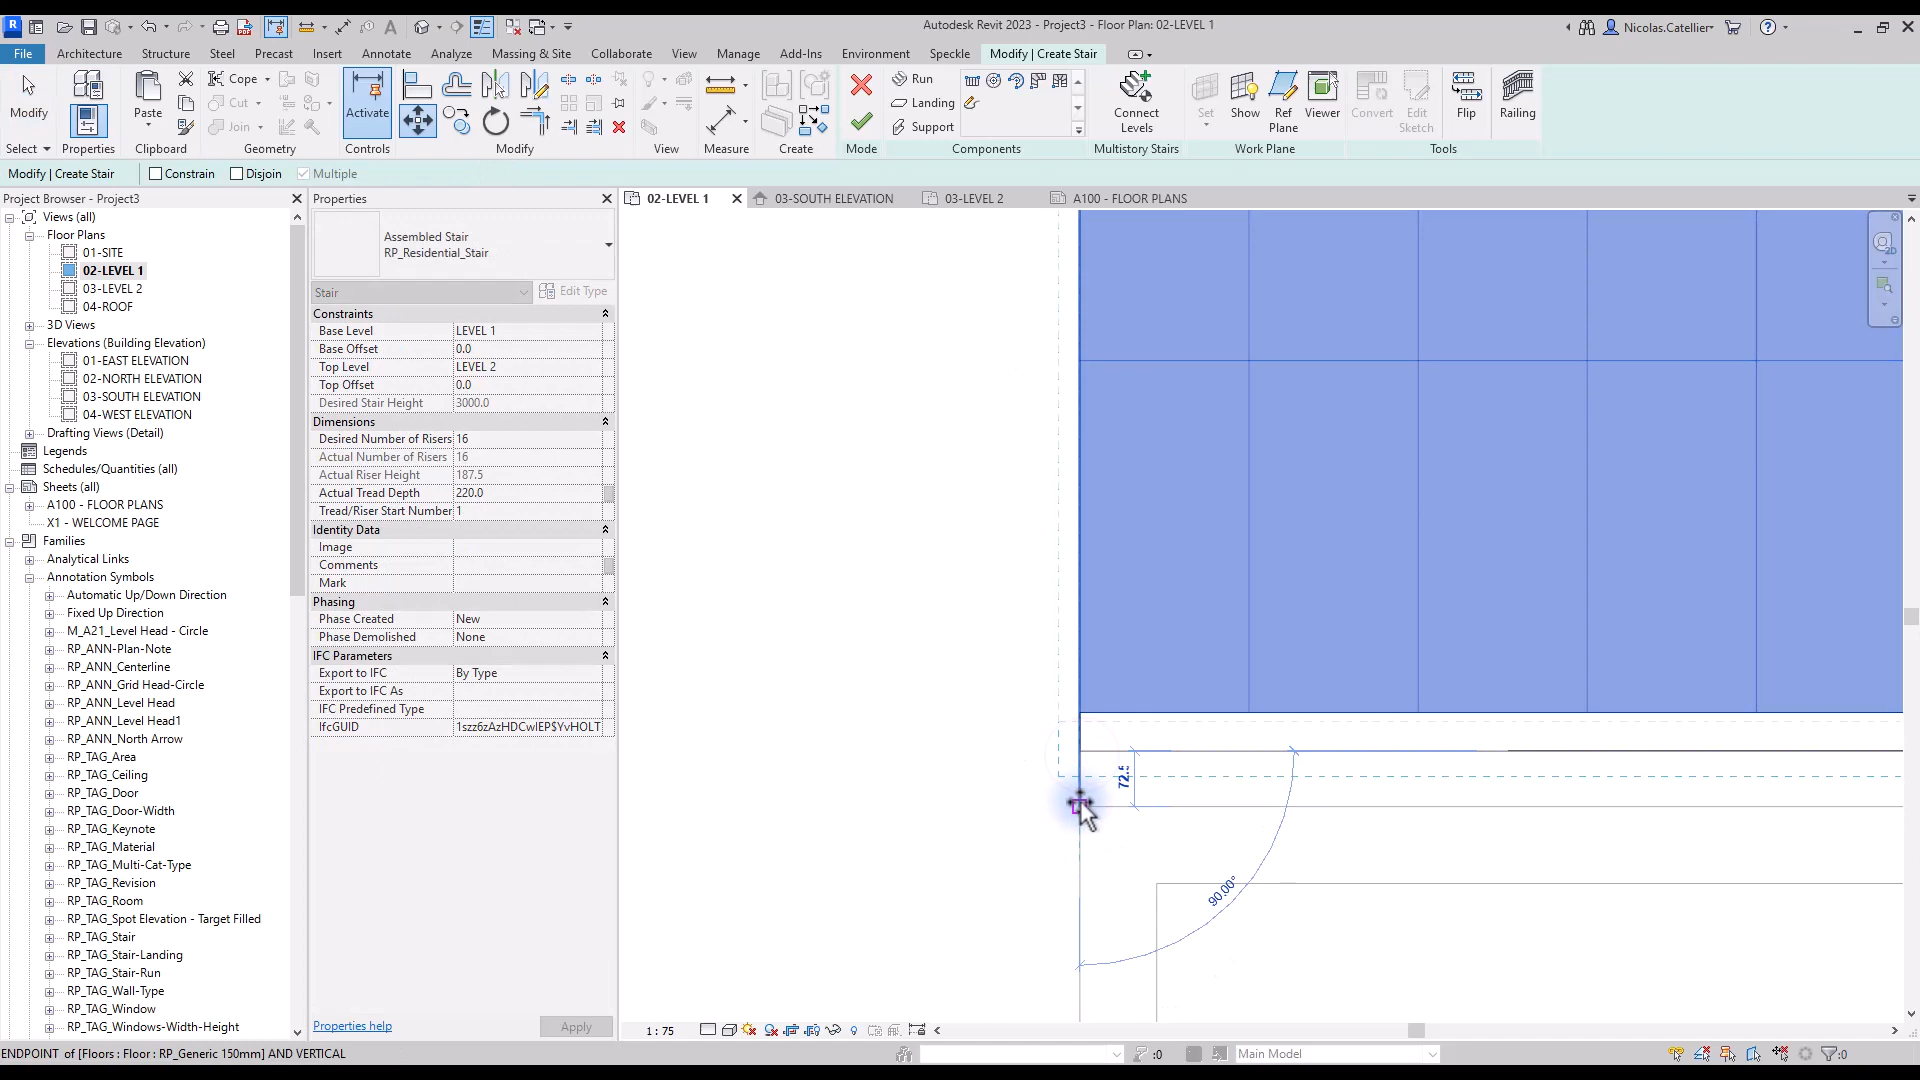 Autodesk Revit 2023 - Project3 - Floor Plan: 02-LEVEL 1
Nicolas.Catellier
File
Architecture
Structure
Steel
Precast
Insert
Annotate
Analyze
Massing & Site
Collaborate
View
Manage
Add-Ins
Environment
Speckle
Modify | Create Stair
Modify
Paste
Cope
Cut
Join
Activate
Run
Landing
Support
Connect
Levels
Set
Show
Ref
Plane
Viewer
Convert
Edit
Sketch
Flip
Railing
Select
Properties
Clipboard
Geometry
Controls
Modify
View
Measure
Create
Mode
Components
Multistory Stairs
Work Plane
Tools
Modify | Create Stair
Constrain
Disjoin
Multiple
Project Browser - Project3
Views (all)
Floor Plans
01-SITE
02-LEVEL 1
03-LEVEL 2
04-ROOF
3D Views
Elevations (Building Elevation)
01-EAST ELEVATION
02-NORTH ELEVATION
03-SOUTH ELEVATION
04-WEST ELEVATION
Drafting Views (Detail)
Legends
Schedules/Quantities (all)
Sheets (all)
A100 - FLOOR PLANS
X1 - WELCOME PAGE
Families
Analytical Links
Annotation Symbols
Automatic Up/Down Direction
Fixed Up Direction
M_A21_Level Head - Circle
RP_ANN-Plan-Note
RP_ANN_Centerline
RP_ANN_Grid Head-Circle
RP_ANN_Level Head
RP_ANN_Level Head1
RP_ANN_North Arrow
RP_TAG_Area
RP_TAG_Ceiling
RP_TAG_Door
RP_TAG_Door-Width
RP_TAG_Keynote
RP_TAG_Material
RP_TAG_Multi-Cat-Type
RP_TAG_Revision
RP_TAG_Room
RP_TAG_Spot Elevation - Target Filled
RP_TAG_Stair
RP_TAG_Stair-Landing
RP_TAG_Stair-Run
RP_TAG_Wall-Type
RP_TAG_Window
RP_TAG_Windows-Width-Height
Properties
Assembled Stair
RP_Residential_Stair
Stair
Edit Type
Constraints
Base Level LEVEL 1
Base Offset 0.0
Top Level LEVEL 2
Top Offset 0.0
Desired Stair Height 3000.0
Dimensions
Desired Number of Risers 16
Actual Number of Risers 16
Actual Riser Height 187.5
Actual Tread Depth 220.0
Tread/Riser Start Number 1
Identity Data
Image
Comments
Mark
Phasing
Phase Created New
Phase Demolished None
IFC Parameters
Export to IFC By Type
Export to IFC As
IFC Predefined Type
IfcGUID 1szz6zAzHDCwIEP$YvHOLT
Properties help
Apply
02-LEVEL 1
03-SOUTH ELEVATION
03-LEVEL 2
A100 - FLOOR PLANS
2D
90.00°
1 : 75
ENDPOINT of [Floors : Floor : RP_Generic 150mm] AND VERTICAL
:0
Main Model
:0